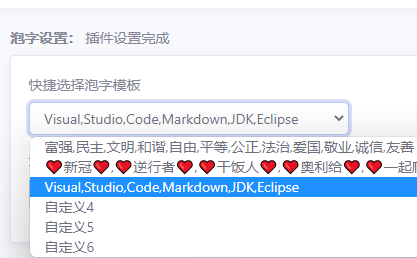 泡字设置： 插件设置完成
快捷选择泡字模板
Visual,Studio,Code,Markdown,JDK,Eclipse
富强,民主,文明,和谐,自由,平等,公正,法治,爱国,敬业,诚信,友善
❤新冠❤,❤逆行者❤,❤干饭人❤,❤奥利给❤,❤一起
Visual,Studio,Code,Markdown,JDK,Eclipse
自定义4
自定义5
自定义6